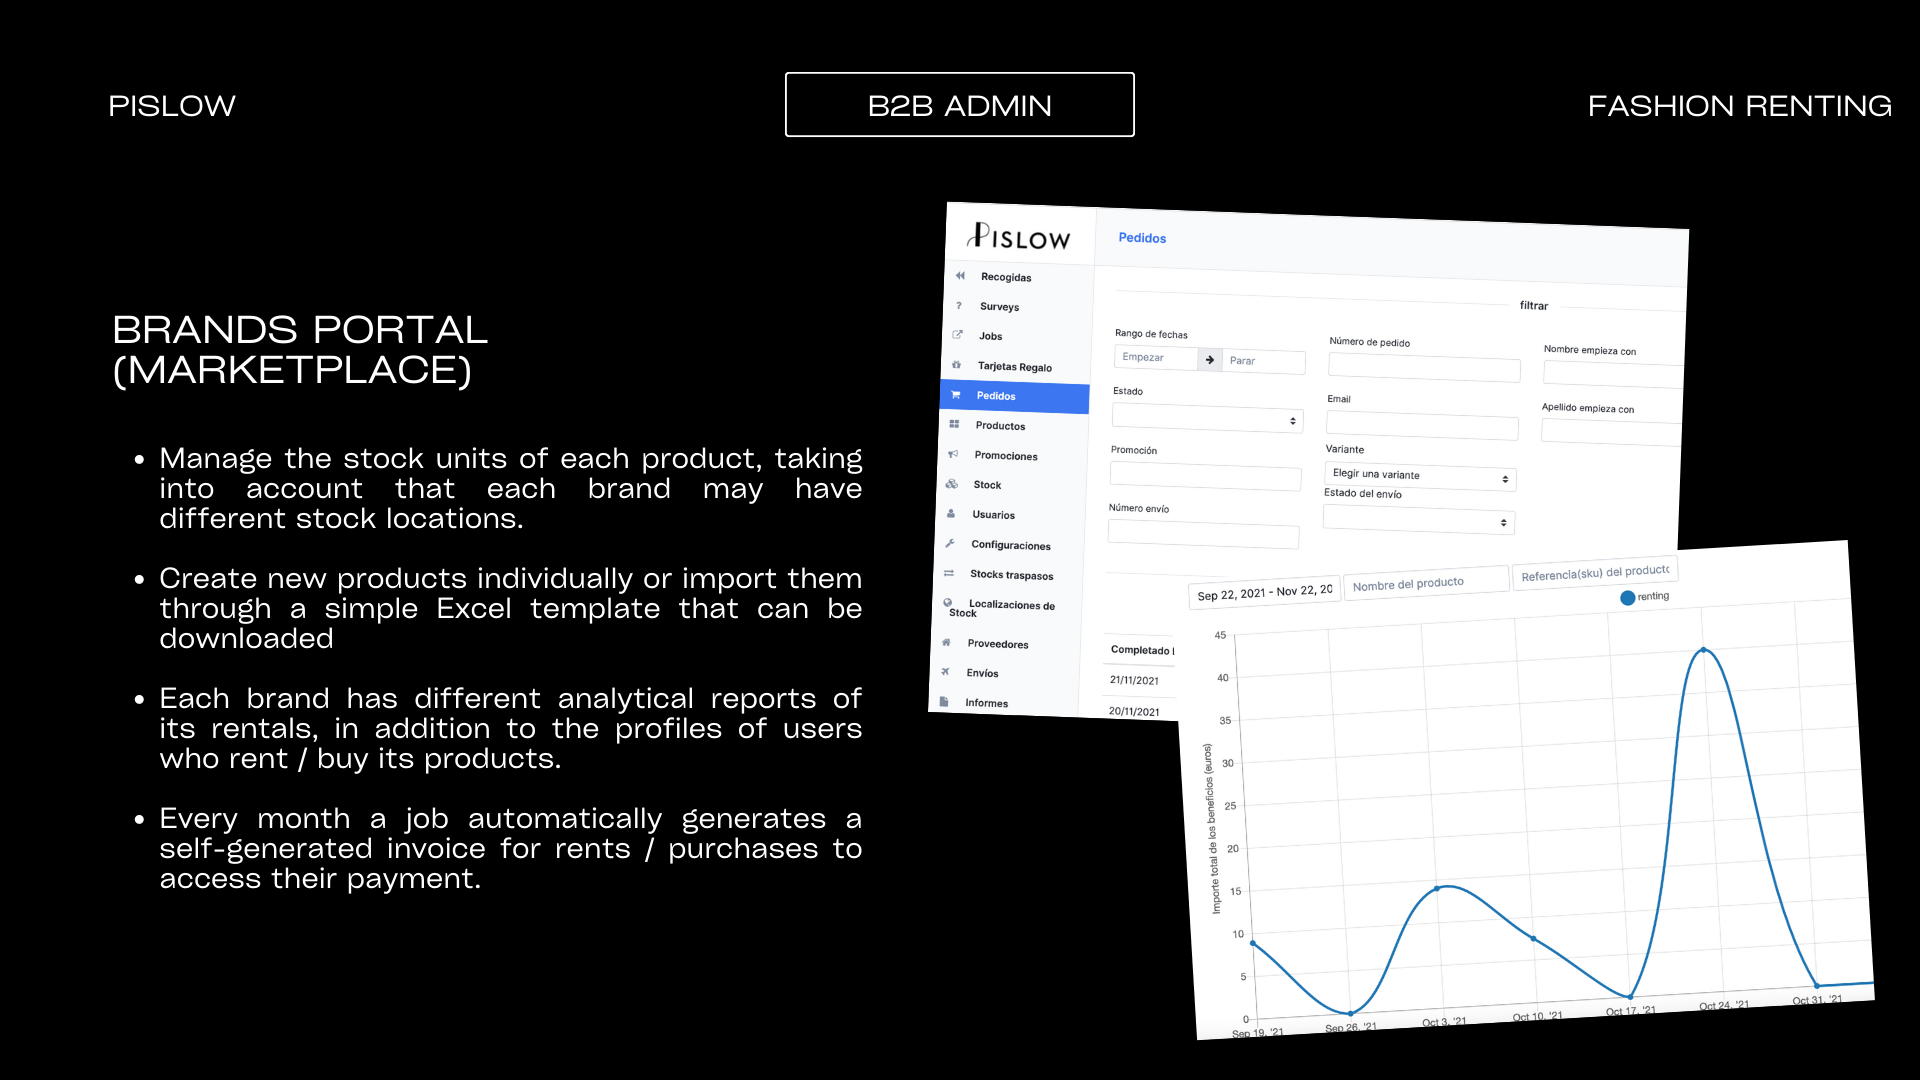 PISLOW
B2B ADMIN
FASHION RENTING
BRANDS PORTAL
(MARKETPLACE)
• Manage the stock units of each product, taking
into account that each brand may have
different stock locations.
• Create new products individually or import them
through a simple Excel template that can be
downloaded
• Each brand has different analytical reports of
its rentals, in addition to the profiles of users
who rent / buy its products.
• Every month a job automatically generates a
self-generated invoice for rents / purchases to
access their payment.
PISLOW
Recogidas
Surveys
Jobs
Tarjetas Regalo
Pedidos
Productos
Promociones
Stock
Usuarios
Configuraciones
Stocks traspasos
Localizaciones de
Stock
Proveedores
Envíos
Informes
Pedidos
filtrar
Rango de fechas
Empezar
Parar
Número de pedido
Nombre empieza con
Estado
Email
Apellido empieza con
Promoción
Variante
Elegir una variante
Estado del envío
Número envío
Completado
21/11/2021
20/11/2021
Sep 22, 2021 - Nov 22, 20
Nombre del producto
Referencia(sku) del producto
renting
Importe total de los beneficios (euros)
45
40
35
30
25
20
15
10
5
0
Sep 19, '21
Sep 26, '21
Oct 3, '21
Oct 10, '21
Oct 17, '21
Oct 24, '21
Oct 31, '21